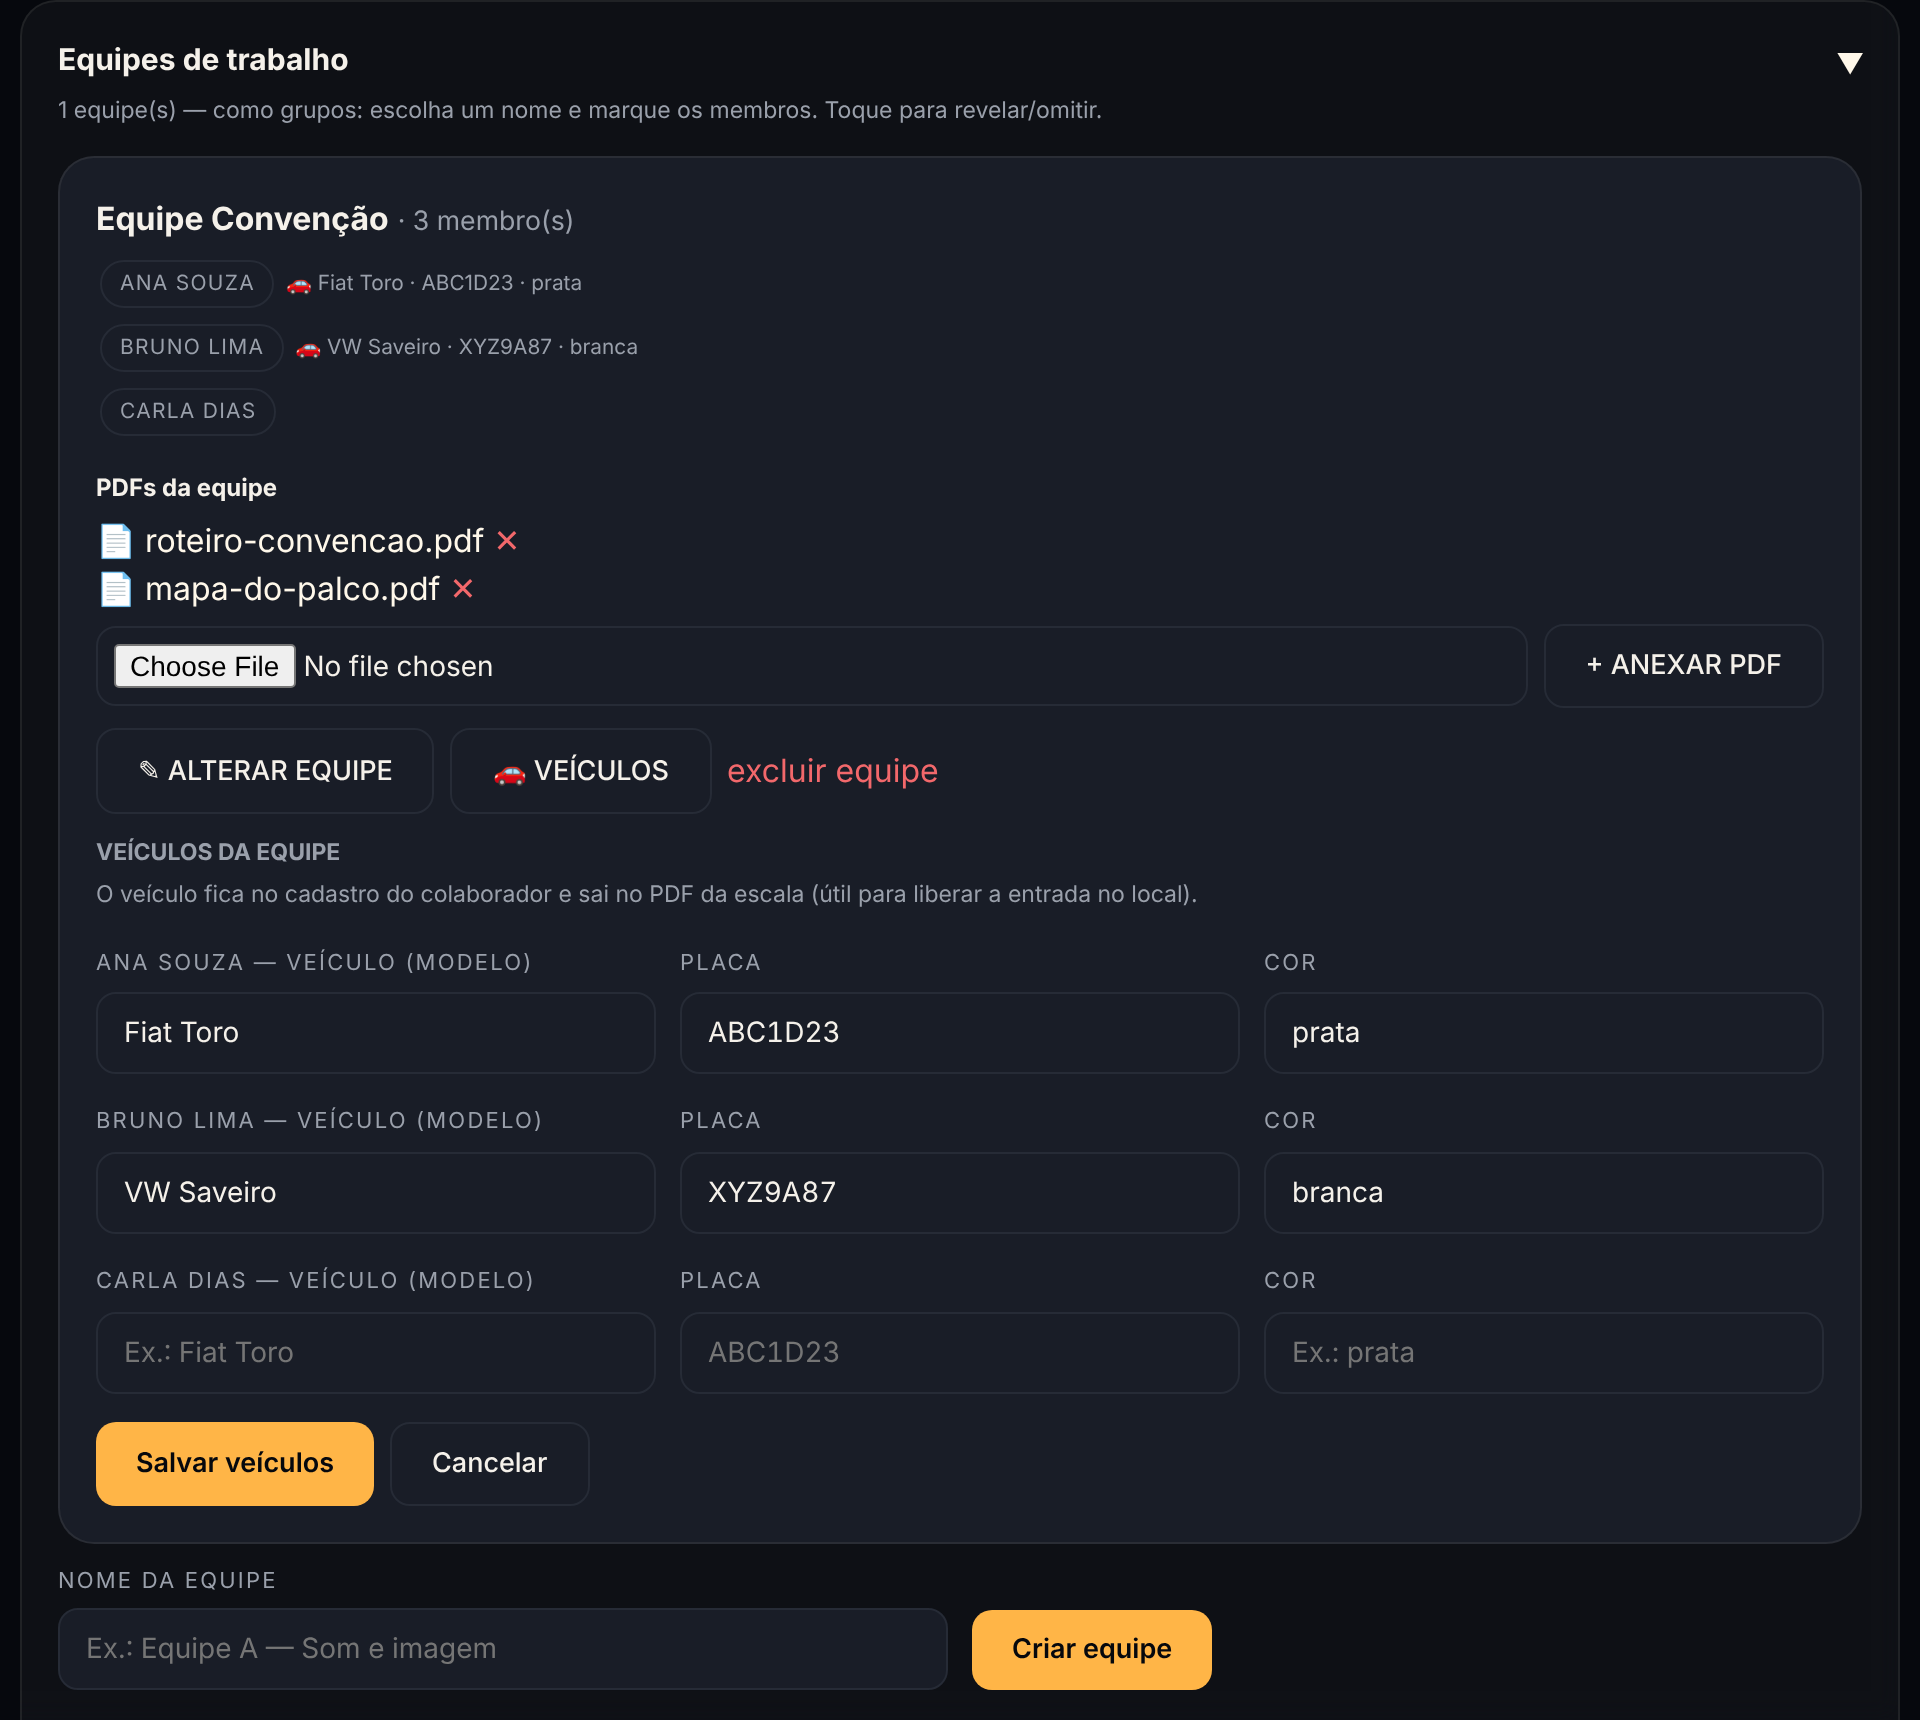 Equipes de trabalho
1 equipe(s) — como grupos: escolha um nome e marque os membros. Toque para revelar/omitir.
Equipe Convenção · 3 membro(s)
ANA SOUZA 🚗 Fiat Toro · ABC1D23 · prata
BRUNO LIMA 🚗 VW Saveiro · XYZ9A87 · branca
CARLA DIAS
PDFs da equipe
📄 roteiro-convencao.pdf ✕
📄 mapa-do-palco.pdf ✕
Choose File No file chosen + ANEXAR PDF
✎ ALTERAR EQUIPE 🚗 VEÍCULOS excluir equipe
VEÍCULOS DA EQUIPE
O veículo fica no cadastro do colaborador e sai no PDF da escala (útil para liberar a entrada no local).
ANA SOUZA — VEÍCULO (MODELO) PLACA COR
Fiat Toro ABC1D23 prata
BRUNO LIMA — VEÍCULO (MODELO) PLACA COR
VW Saveiro XYZ9A87 branca
CARLA DIAS — VEÍCULO (MODELO) PLACA COR
Ex.: Fiat Toro ABC1D23 Ex.: prata
Salvar veículos Cancelar
NOME DA EQUIPE
Ex.: Equipe A — Som e imagem Criar equipe